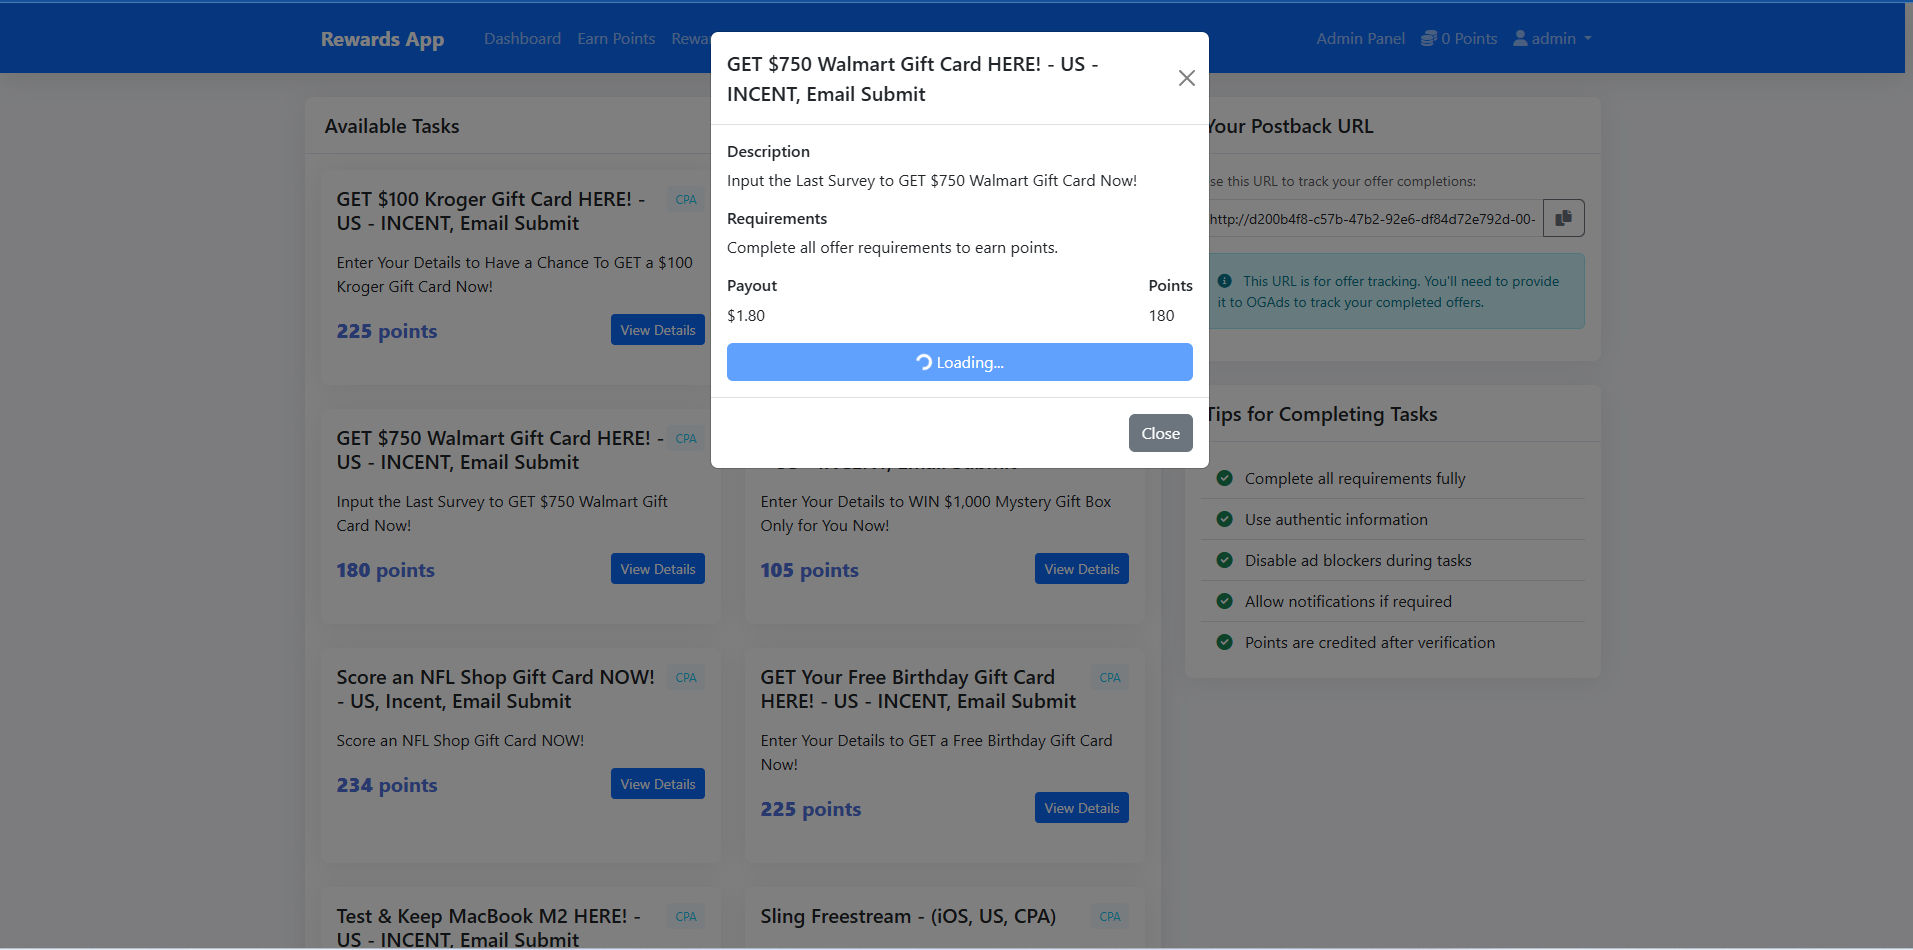 Rewards App
Dashboard
Earn Points
Admin Panel
0 Points
admin
Available Tasks
GET $100 Kroger Gift Card HERE! -
US - INCENT, Email Submit
CPA
Enter Your Details to Have a Chance To GET a $100
Kroger Gift Card Now!
225 points
View Details
GET $750 Walmart Gift Card HERE! -
US - INCENT, Email Submit
CPA
Input the Last Survey to GET $750 Walmart Gift
Card Now!
180 points
View Details
Enter Your Details to WIN $1,000 Mystery Gift Box
Only for You Now!
105 points
View Details
Score an NFL Shop Gift Card NOW!
- US, Incent, Email Submit
CPA
Score an NFL Shop Gift Card NOW!
234 points
View Details
GET Your Free Birthday Gift Card
HERE! - US - INCENT, Email Submit
CPA
Enter Your Details to GET a Free Birthday Gift Card
Now!
225 points
View Details
Test & Keep MacBook M2 HERE! -
US - INCENT, Email Submit
CPA
Sling Freestream - (iOS, US, CPA)
CPA
GET $750 Walmart Gift Card HERE! - US -
INCENT, Email Submit
Description
Input the Last Survey to GET $750 Walmart Gift Card Now!
Requirements
Complete all offer requirements to earn points.
Payout
Points
$1.80
180
Loading...
Close
Your Postback URL
se this URL to track your offer completions:
http://d200b4f8-c57b-47b2-92e6-df84d72e792d-00-
This URL is for offer tracking. You'll need to provide
it to OGAds to track your completed offers.
Tips for Completing Tasks
Complete all requirements fully
Use authentic information
Disable ad blockers during tasks
Allow notifications if required
Points are credited after verification